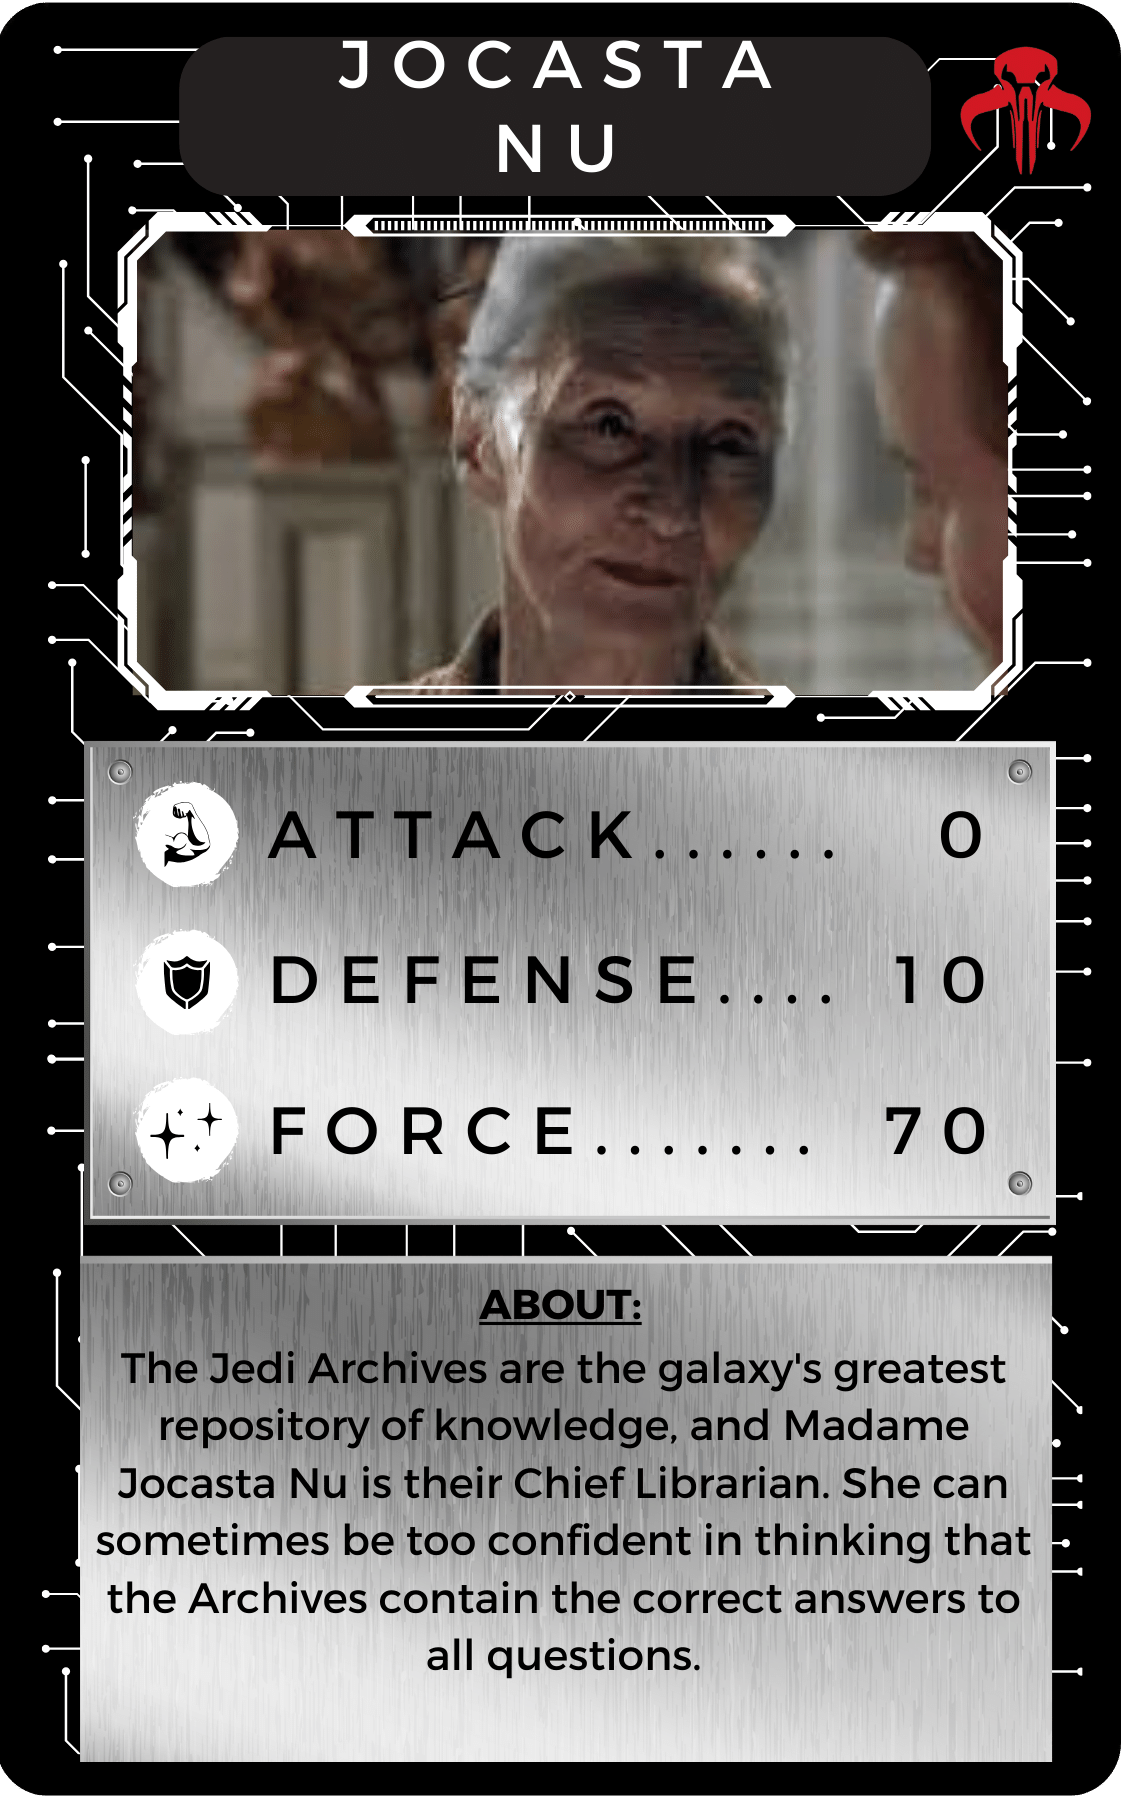 JOCASTA
NU
ATTACK...... 0
DEFENSE.... 10
FORCE....... 70
ABOUT:
The Jedi Archives are the galaxy's greatest
repository of knowledge, and Madame
Jocasta Nu is their Chief Librarian. She can
sometimes be too confident in thinking that
the Archives contain the correct answers to
all questions.